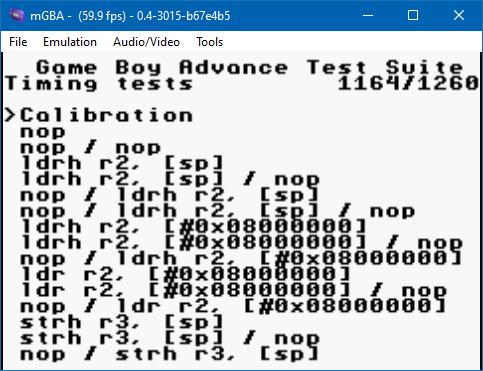 mGBA - (59.9 fps) - 0.4-3015-b67e4b5
File Emulation Audio/Video Tools
Game Boy Advance Test Suite
Timing tests 1164/1260
>Calibration
nop
nop / nop
ldrh r2, [sp]
ldrh r2, [sp] / nop
nop / ldrh r2, [sp]
nop / ldrh r2, [sp] / nop
ldrh r2, [#0x08000000]
ldrh r2, [#0x08000000] / nop
nop / ldrh r2, [#0x08000000]
ldr r2, [#0x08000000]
ldr r2, [#0x08000000] / nop
nop / ldr r2, [#0x08000000]
strh r3, [sp]
strh r3, [sp] / nop
nop / strh r3, [sp]